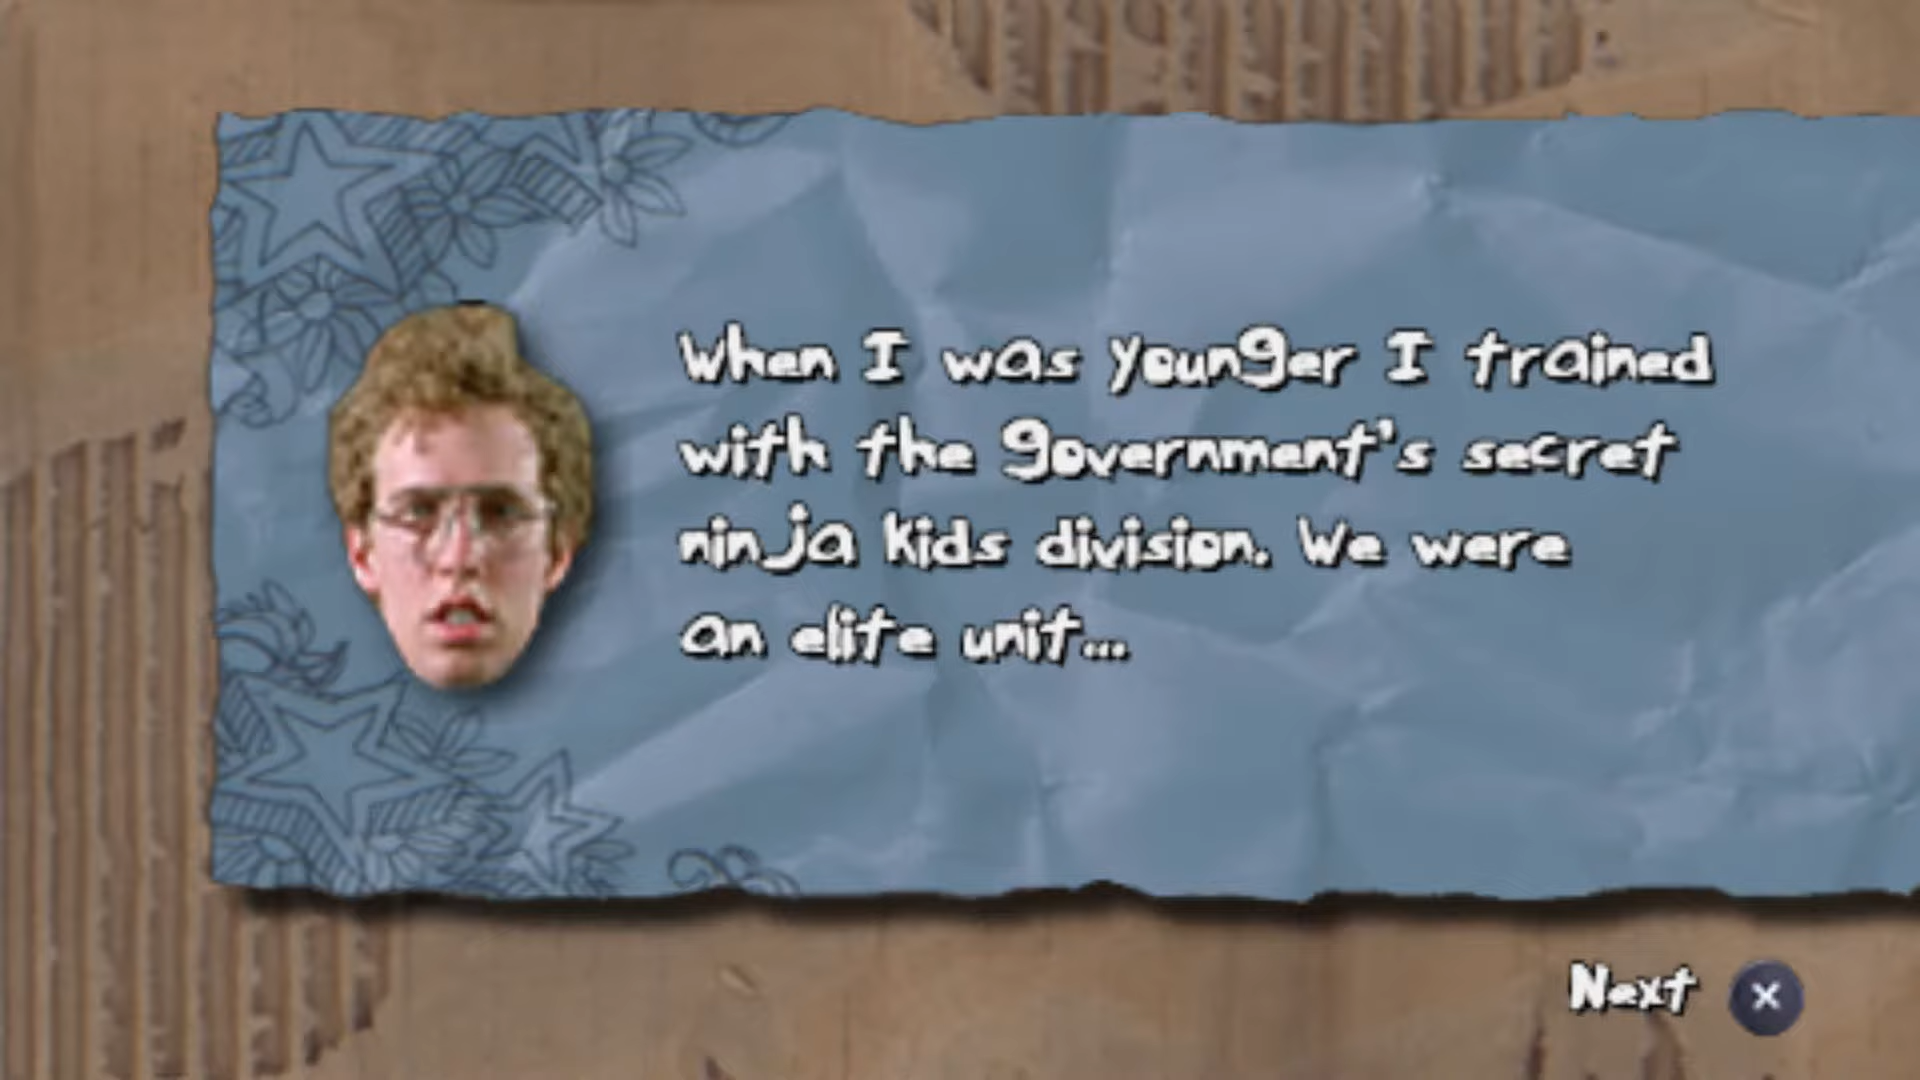 When I was younger I trained
with the government's secret
ninja kids division. We were
an elite unit...
Next